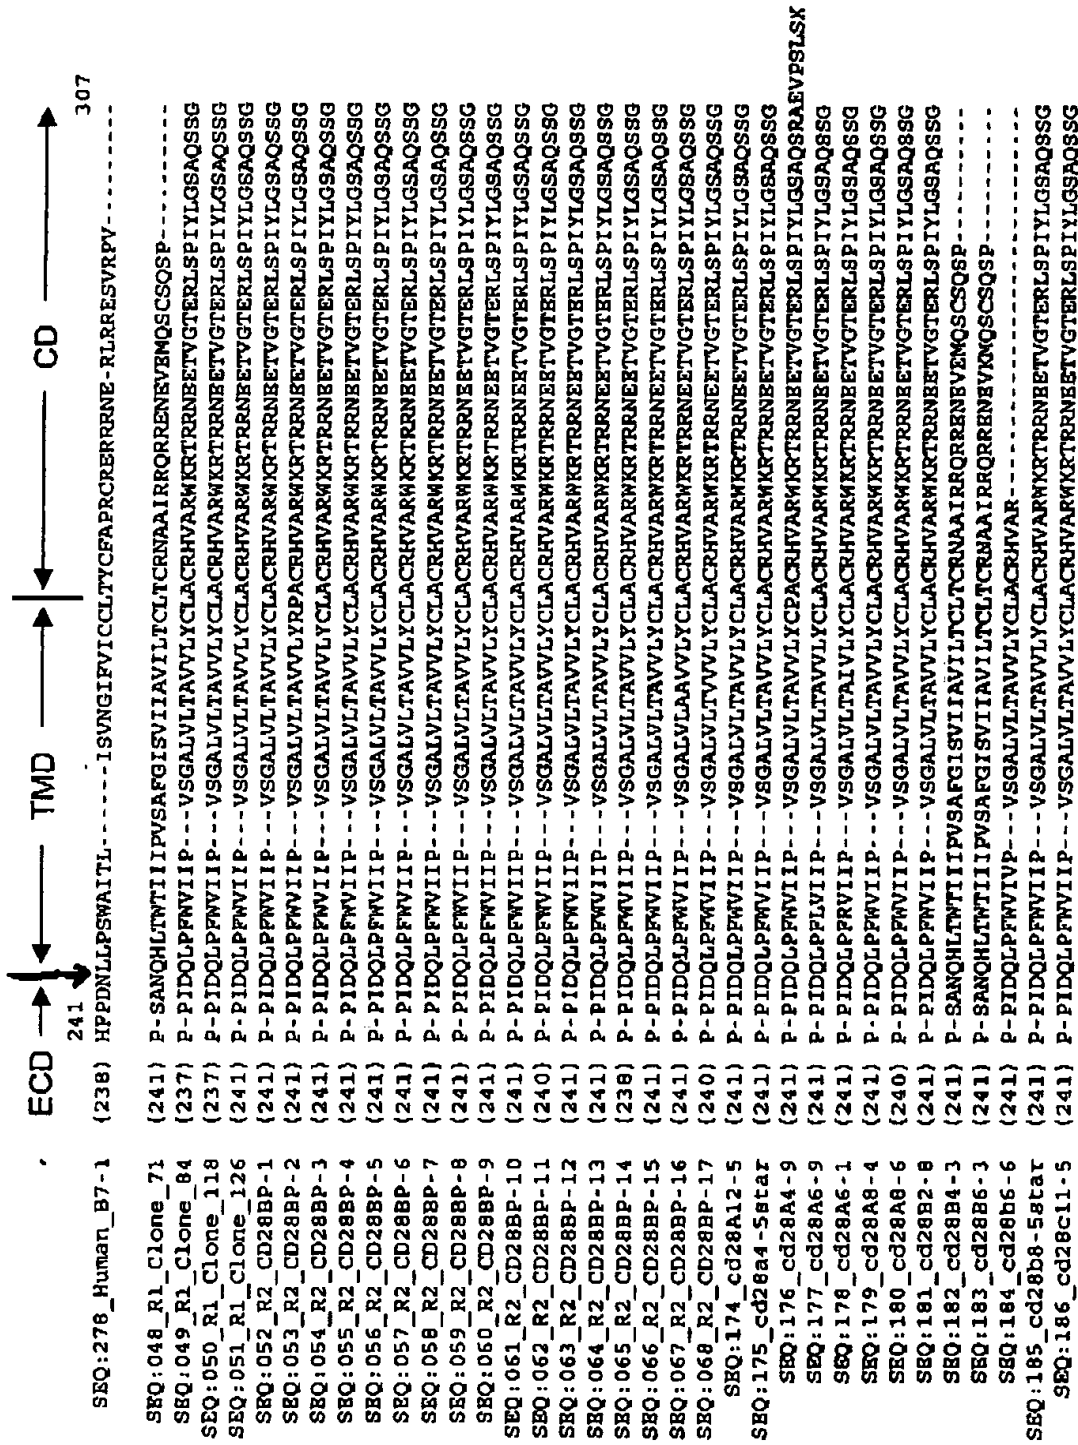 ECD TMD CD
241 307
SEQ:278_Human_B7-1 (238) HPPDNLLPSWAITL-----ISVNGIFVICCLTYCFAPRCRERRRNE-RLRRESVRPV----------
SEQ:048_R1_Clone_71 (241) P-SANQHLTWTIIIPVSAFGISVIIAVILTCLTCRNAAIRRQRRENEVEMQSCSQSP----------
SEQ:049_R1_Clone_84 (237) P-PIDQLPFWVIIP---VSGALVLTAVVLYCLACRHVARWKRTRRNEETVGTERLSPIYLGSAQSSG
SEQ:050_R1_Clone_118 (237) P-PIDQLPFWVIIP---VSGALVLTAVVLYCLACRHVARWKRTRRNEETVGTERLSPIYLGSAQSSG
SEQ:051_R1_Clone_126 (241) P-PIDQLPFWVIIP---VSGALVLTAVVLYCLACRHVARWKRTRRNEETVGTERLSPIYLGSAQSSG
SEQ:052_R2_CD28BP-1 (241) P-PIDQLPFWVIIP---VSGALVLTAVVLYCLACRHVARWKRTRRNEETVGTERLSPIYLGSAQSSG
SEQ:053_R2_CD28BP-2 (241) P-PIDQLPFWVIIP---VSGALVLTAVVLYRPACRHVARWKRTRRNEETVGTERLSPIYLGSAQSSG
SEQ:054_R2_CD28BP-3 (241) P-PIDQLPFWVIIP---VSGALVLTAVVLYCLACRHVARWKRTRRNEETVGTERLSPIYLGSAQSSG
SEQ:055_R2_CD28BP-4 (241) P-PIDQLPFWVIIP---VSGALVLTAVVLYCLACRHVARWKRTRRNEETVGTERLSPIYLGSAQSSG
SEQ:056_R2_CD28BP-5 (241) P-PIDQLPFWVIIP---VSGALVLTAVVLYCLACRHVARWKRTRRNEETVGTERLSPIYLGSAQSSG
SEQ:057_R2_CD28BP-6 (241) P-PIDQLPFWVIIP---VSGALVLTAVVLYCLACRHVARWKRTRRNEETVGTERLSPIYLGSAQSSG
SEQ:058_R2_CD28BP-7 (241) P-PIDQLPFWVIIP---VSGALVLTAVVLYCLACRHVARWKRTRRNEETVGTERLSPIYLGSAQSSG
SEQ:059_R2_CD28BP-8 (241) P-PIDQLPFWVIIP---VSGALVLTAVVLYCLACRHVARWKRTRRNEETVGTERLSPIYLGSAQSSG
SEQ:060_R2_CD28BP-9 (241) P-PIDQLPFWVIIP---VSGALVLTAVVLYCLACRHVARWKRTRRNEETVGTERLSPIYLGSAQSSG
SEQ:061_R2_CD28BP-10 (241) P-PIDQLPFWVIIP---VSGALVLTAVVLYCLACRHVARWKRTRRNEETVGTERLSPIYLGSAQSSG
SEQ:062_R2_CD28BP-11 (240) P-PIDQLPFWVIIP---VSGALVLTAVVLYCLACRHVARWKRTRRNEETVGTERLSPIYLGSAQSSG
SEQ:063_R2_CD28BP-12 (241) P-PIDQLPFWVIIP---VSGALVLTAVVLYCLACRHVARWKRTRRNEETVGTERLSPIYLGSAQSSG
SEQ:064_R2_CD28BP-13 (241) P-PIDQLPFWVIIP---VSGALVLTAVVLYCLACRHVARWKRTRRNEETVGTERLSPIYLGSAQSSG
SEQ:065_R2_CD28BP-14 (238) P-PIDQLPFWVIIP---VSGALVLTAVVLYCLACRHVARWKRTRRNEETVGTERLSPIYLGSAQSSG
SEQ:066_R2_CD28BP-15 (241) P-PIDQLPFWVIIP---VSGALVLTAVVLYCLACRHVARWKRTRRNEETVGTERLSPIYLGSAQSSG
SEQ:067_R2_CD28BP-16 (241) P-PIDQLPFWVIIP---VSGALVLAAVVLYCLACRHVARWKRTRRNEETVGTERLSPIYLGSAQSSG
SEQ:068_R2_CD28BP-17 (240) P-PIDQLPFWVIIP---VSGALVLTVVVLYCLACRHVARWKRTRRNEETVGTERLSPIYLGSAQSSG
SEQ:174_cd28A12-5 (241) P-PIDQLPFWVIIP---VSGALVLTAVVLYCLACRHVARWKRTRRNEETVGTERLSPIYLGSAQSSG
SEQ:175_cd28a4-5star (241) P-PIDQLPFWVIIP---VSGALVLTAVVLYCLACRHVARWKRTRRNEETVGTERLSPIYLGSAQSSG
SEQ:176_cd28A4-9 (241) P-PIDQLPFWVIIP---VSGALVLTAVVLYCPACRHVARWKRTRRNEETVGTERLSPIYLGSAQSRAEVPSLSX
SEQ:177_cd28A6-9 (241) P-PIDQLPFLVIIP---VSGALVLTAVVLYCLACRHVARWKRTRRNEETVGTERLSPIYLGSAQSSG
SEQ:178_cd28A6-1 (241) P-PIDQLPFRVIIP---VSGALVLTAIVLYCLACRHVARWKRTRRNEETVGTERLSPIYLGSAQSSG
SEQ:179_cd28A8-4 (241) P-PIDQLPFWVIIP---VSGALVLTAVVLYCLACRHVARWKRTRRNEETVGTERLSPIYLGSAQSSG
SEQ:180_cd28A8-6 (240) P-PIDQLPFWVIIP---VSGALVLTAVVLYCLACRHVARWKRTRRNEETVGTERLSPIYLGSAQSSG
SEQ:181_cd28B2-8 (241) P-PIDQLPFWVIIP---VSGALVLTAVVLYCLACRHVARWKRTRRNEETVGTERLSPIYLGSAQSSG
SEQ:182_cd28B4-3 (241) P-SANQHLTWTIIIPVSAFGISVIIAVILTCLTCRNAAIRRQRRENEVEMQSCSQSP----------
SEQ:183_cd28B6-3 (241) P-SANQHLTWTIIIPVSAFGISVIIAVILTCLTCRNAAIRRQRRENEVKMQSCSQSP----------
SEQ:184_cd28b6-6 (241) P-PIDQLPFWVIVP---VSGALVLTAVVLYCLACRHVAR----------------------------
SEQ:185_cd28b8-5star (241) P-PIDQLPFWVIIP---VSGALVLTAVVLYCLACRHVARWKRTRRNEETVGTERLSPIYLGSAQSSG
SEQ:186_cd28c11-5 (241) P-PIDQLPFWVIIP---VSGALVLTAVVLYCLACRHVARWKRTRRNEETVGTERLSPIYLGSAQSSG